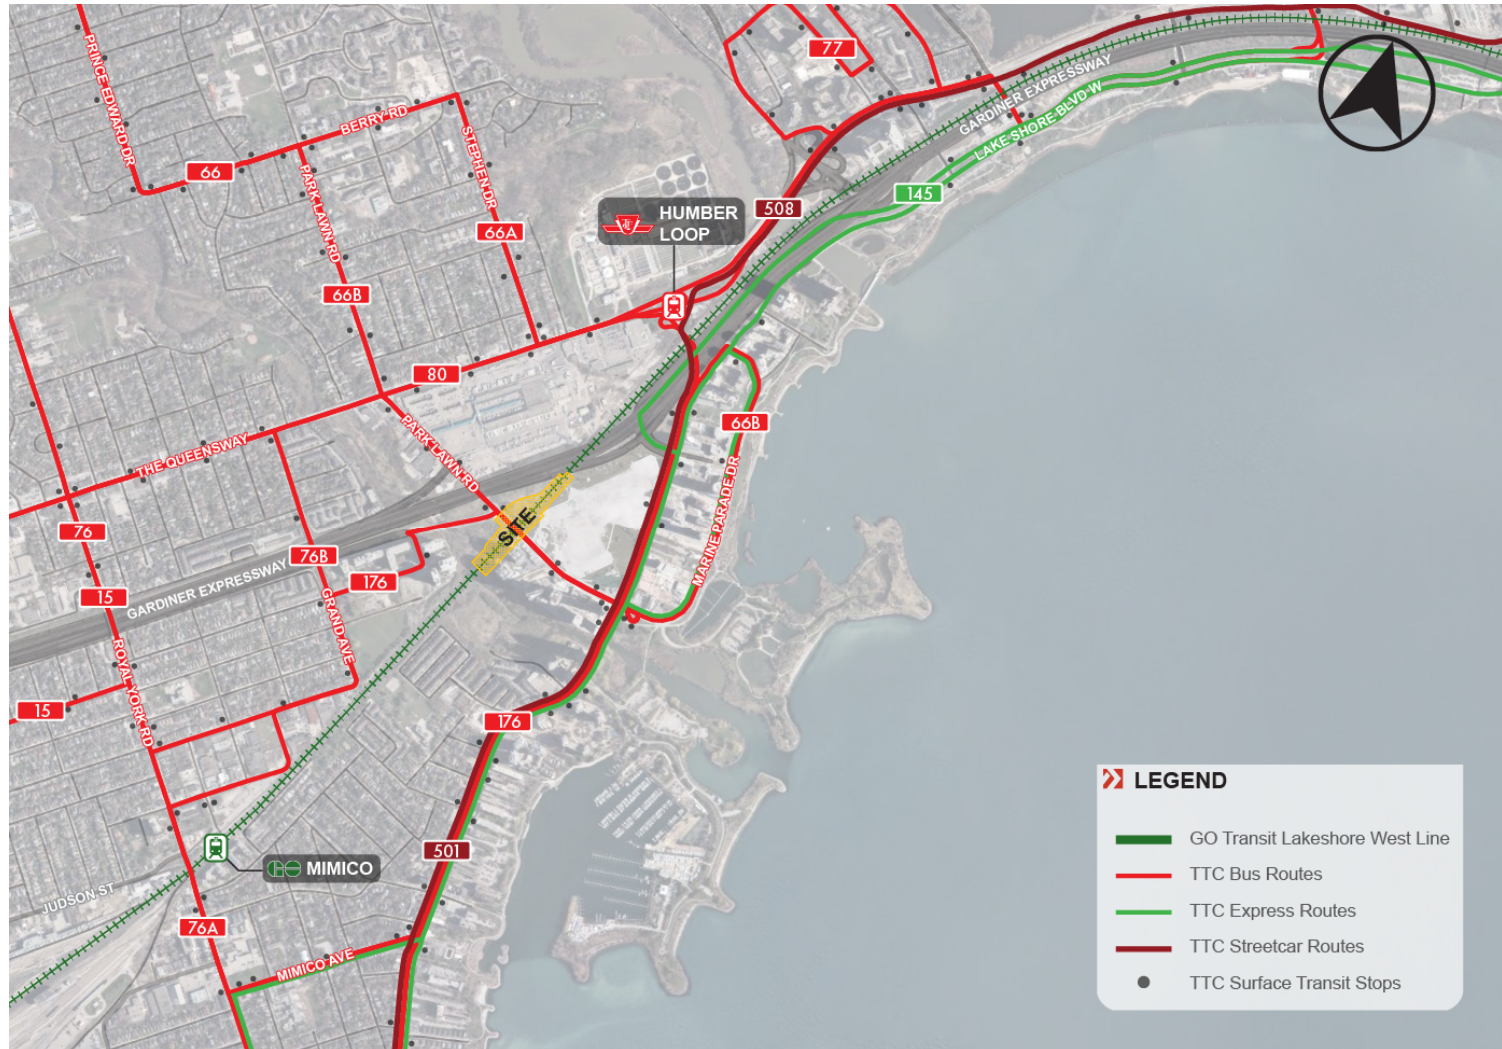 77
PRINCE EDWARD DR
BERRY RD
66
STEPHEN DR
PARK LAWN RD
66A
66B
GARDINER EXPRESSWAY
LAKE SHORE BLVD W
145
508
HUMBER
LOOP
80
PARK LAWN RD
THE QUEENSWAY
66B
MARINE PARADE DR
SITE
76
76B
176
15
GARDINER EXPRESSWAY
GRAND AVE
ROYAL YORK RD
15
176
501
GO MIMICO
JUDSON ST
76A
MIMICO AVE
LEGEND
GO Transit Lakeshore West Line
TTC Bus Routes
TTC Express Routes
TTC Streetcar Routes
TTC Surface Transit Stops